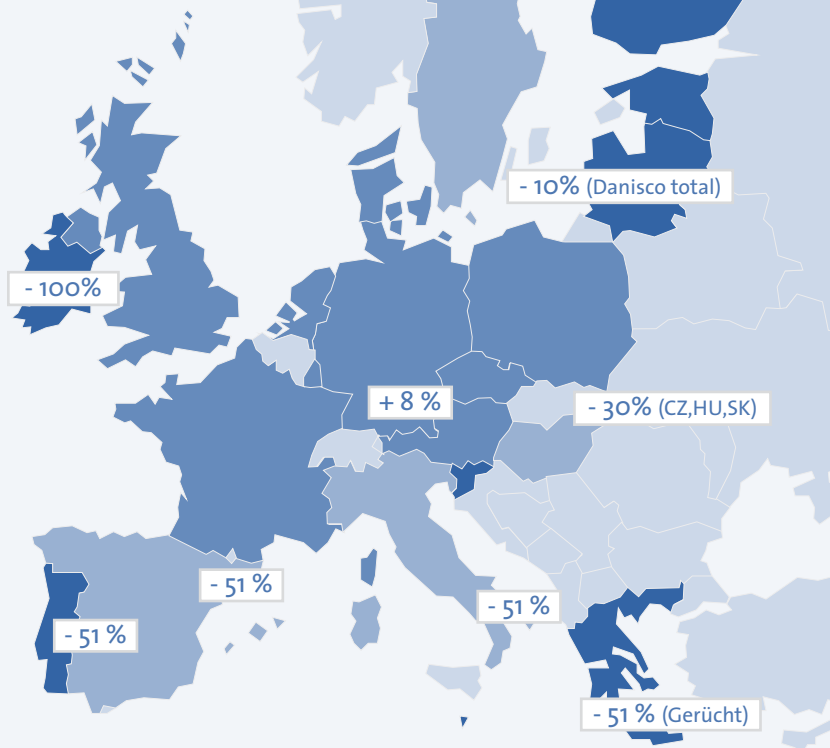 - 10% (Danisco total)
- 100%
+ 8 %
- 30% (CZ,HU,SK)
- 51 %
- 51 %
- 51 %
- 51 % (Gerücht)